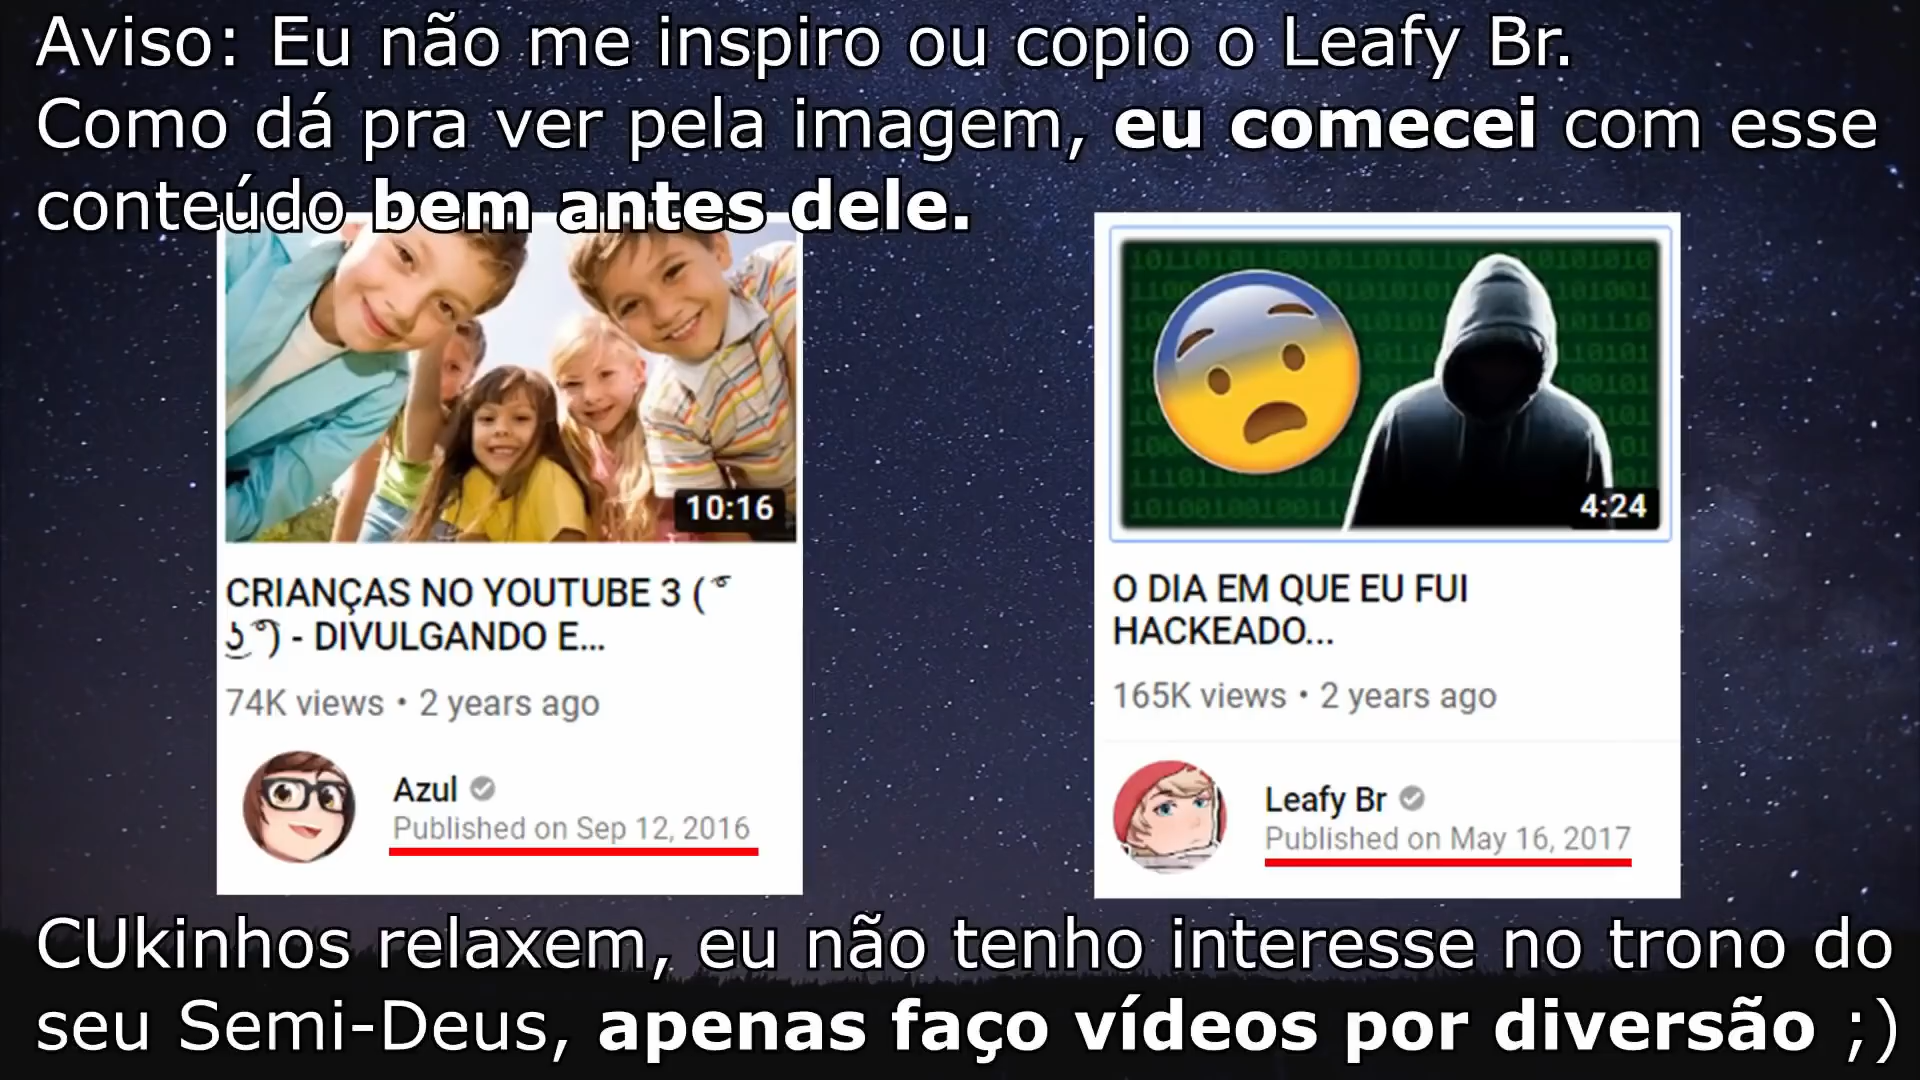 Aviso: Eu não me inspiro ou copio o Leafy Br.
Como dá pra ver pela imagem, eu comecei com esse
conteúdo bem antes dele.
10:16
CRIANÇAS NO YOUTUBE 3 ( ͡°
͜ʖ ͡°) - DIVULGANDO E...
74K views • 2 years ago
Azul
Published on Sep 12, 2016
4:24
O DIA EM QUE EU FUI
HACKEADO...
165K views • 2 years ago
Leafy Br
Published on May 16, 2017
CUkinhos relaxem, eu não tenho interesse no trono do
seu Semi-Deus, apenas faço vídeos por diversão ;)